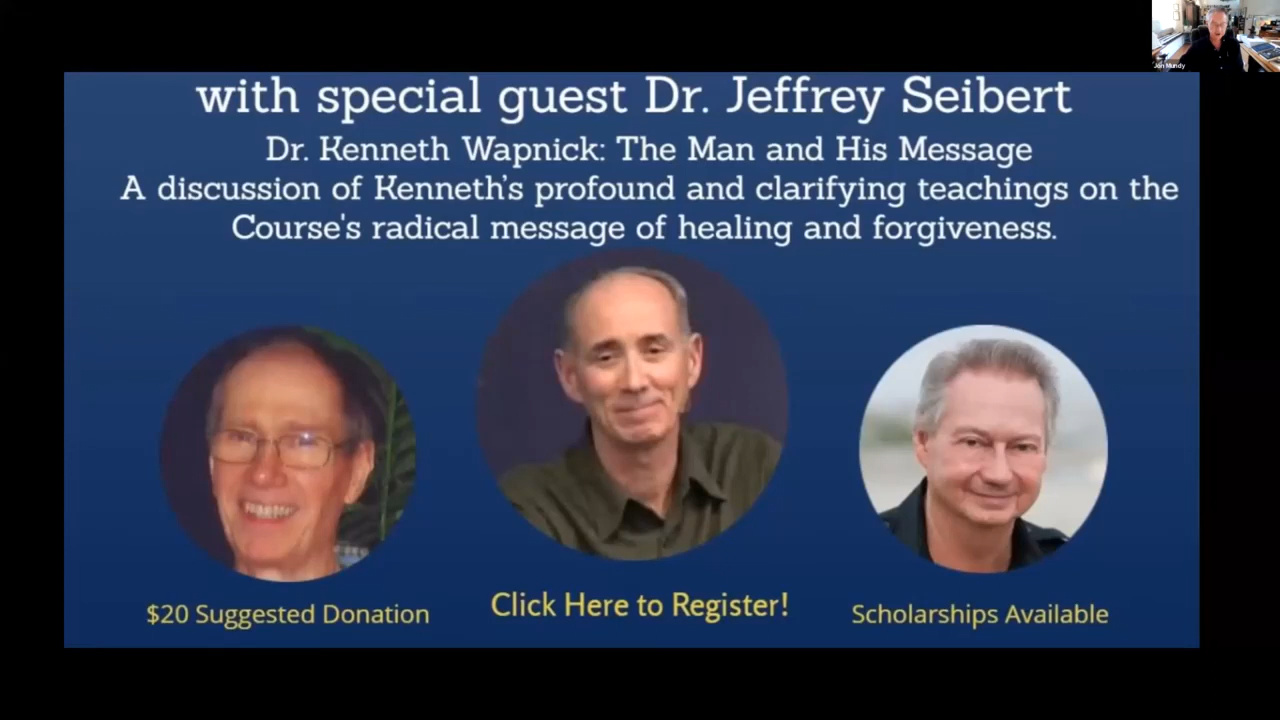 Jon Mundy
with special guest Dr. Jeffrey Seibert
Dr. Kenneth Wapnick: The Man and His Message
A discussion of Kenneth's profound and clarifying teachings on the
Course's radical message of healing and forgiveness.
$20 Suggested Donation
Click Here to Register!
Scholarships Available